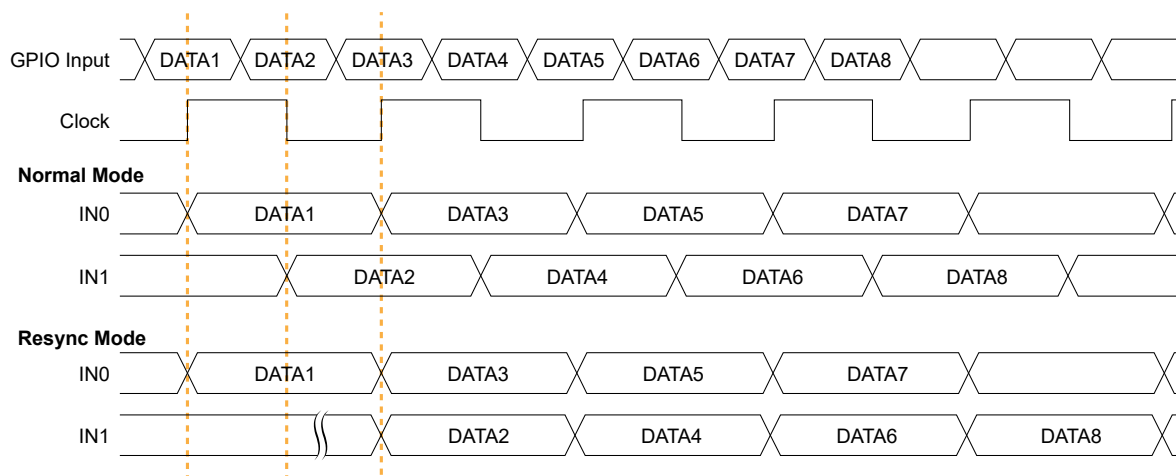 GPIO Input DATA1 DATA2 DATA3 DATA4 DATA5 DATA6 DATA7 DATA8
Clock
Normal Mode
IN0 DATA1 DATA3 DATA5 DATA7
IN1 DATA2 DATA4 DATA6 DATA8
Resync Mode
IN0 DATA1 DATA3 DATA5 DATA7
IN1 DATA2 DATA4 DATA6 DATA8